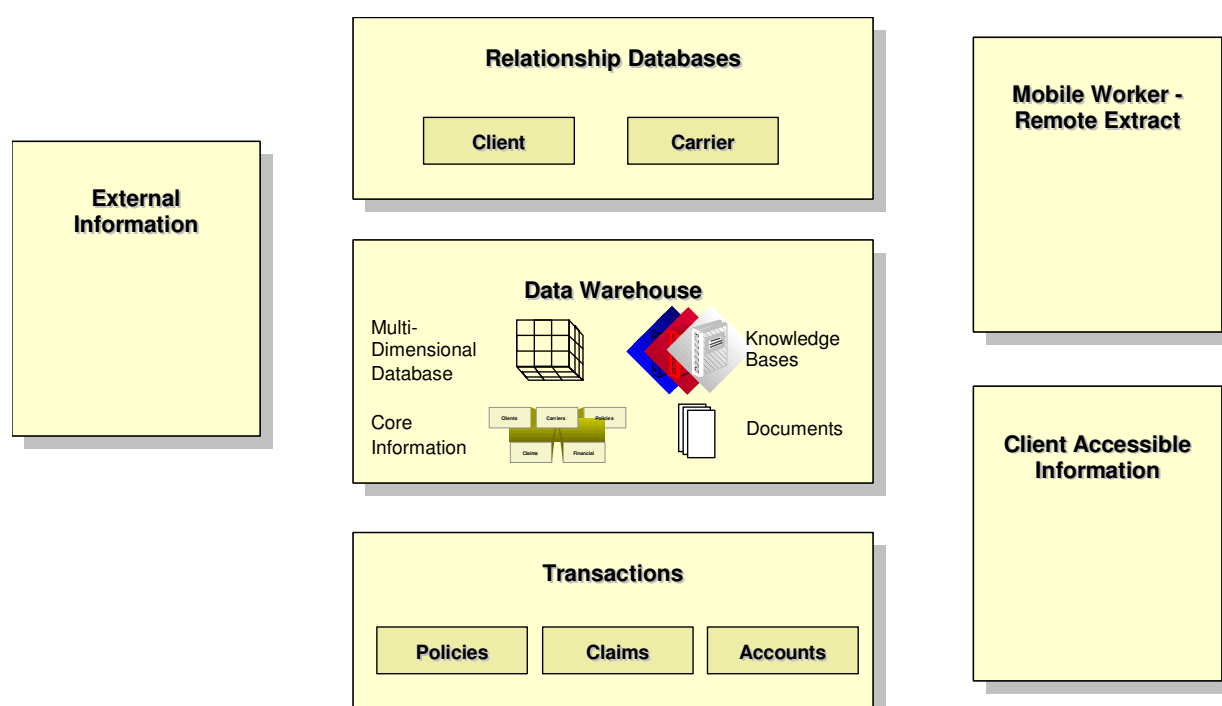 Relationship Databases
Client
Carrier
Mobile Worker -
Remote Extract
External
Information
Data Warehouse
Multi-
Dimensional
Database
Knowledge
Bases
Core
Information
Clients
Carriers
Policies
Claims
Financial
Documents
Client Accessible
Information
Transactions
Policies
Claims
Accounts